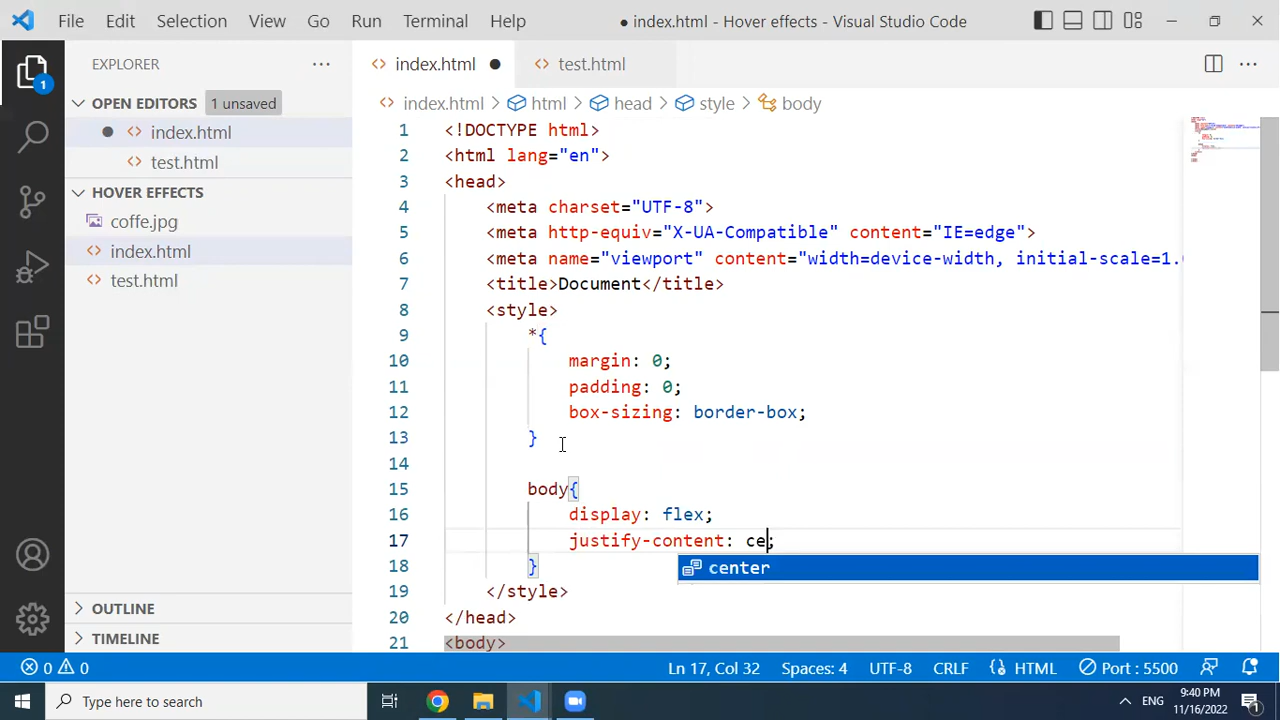 File Edit Selection View Go Run Terminal Help ● index.html - Hover effects - Visual Studio Code
EXPLORER
OPEN EDITORS 1 unsaved
index.html
test.html
HOVER EFFECTS
coffe.jpg
index.html
test.html
OUTLINE
TIMELINE
1
index.html ● test.html
index.html > html > head > style > body
1 <!DOCTYPE html>
2 <html lang="en">
3 <head>
4 <meta charset="UTF-8">
5 <meta http-equiv="X-UA-Compatible" content="IE=edge">
6 <meta name="viewport" content="width=device-width, initial-scale=1.
7 <title>Document</title>
8 <style>
9 *{
10 margin: 0;
11 padding: 0;
12 box-sizing: border-box;
13 }
14
15 body{
16 display: flex;
17 justify-content: ce;
center
18 }
19 </style>
20 </head>
21 <body>
0 0 Ln 17, Col 32 Spaces: 4 UTF-8 CRLF HTML Port : 5500
Type here to search
ENG
9:40 PM
11/16/2022
1